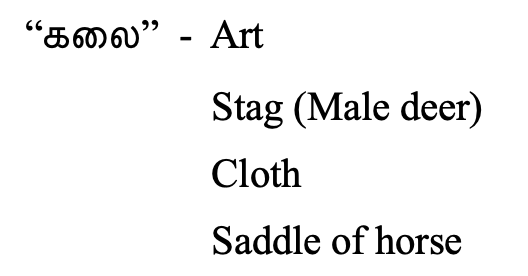 “கலை” - Art
Stag (Male deer)
Cloth
Saddle of horse